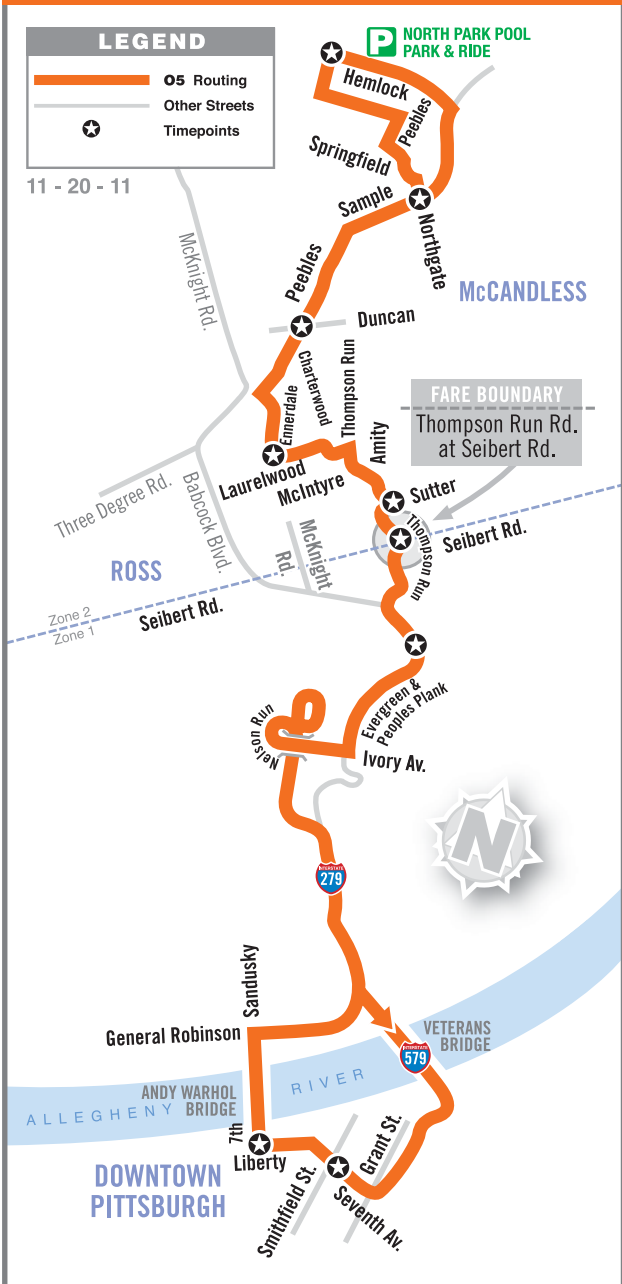 LEGEND
O5 Routing
Other Streets
Timepoints
11 - 20 - 11
P
NORTH PARK POOL
PARK & RIDE
Hemlock
Peebles
Springfield
Sample
Northgate
McKnight Rd.
Peebles
McCANDLESS
Duncan
Charterwood
Ennerdale
Thompson Run
Amity
FARE BOUNDARY
Thompson Run Rd.
at Seibert Rd.
Laurelwood
McIntyre
Sutter
Three Degree Rd.
Babcock Blvd.
McKnight
Rd.
Thompson Run
Seibert Rd.
ROSS
Zone 2
Zone 1
Seibert Rd.
Evergreen &
Peoples Plank
Nelson Run
Ivory Av.
N
INTERSTATE
279
Sandusky
General Robinson
VETERANS
BRIDGE
INTERSTATE
579
ANDY WARHOL
BRIDGE
ALLEGHENY RIVER
7th
Liberty
Grant St.
DOWNTOWN
PITTSBURGH
Smithfield St.
Seventh Av.